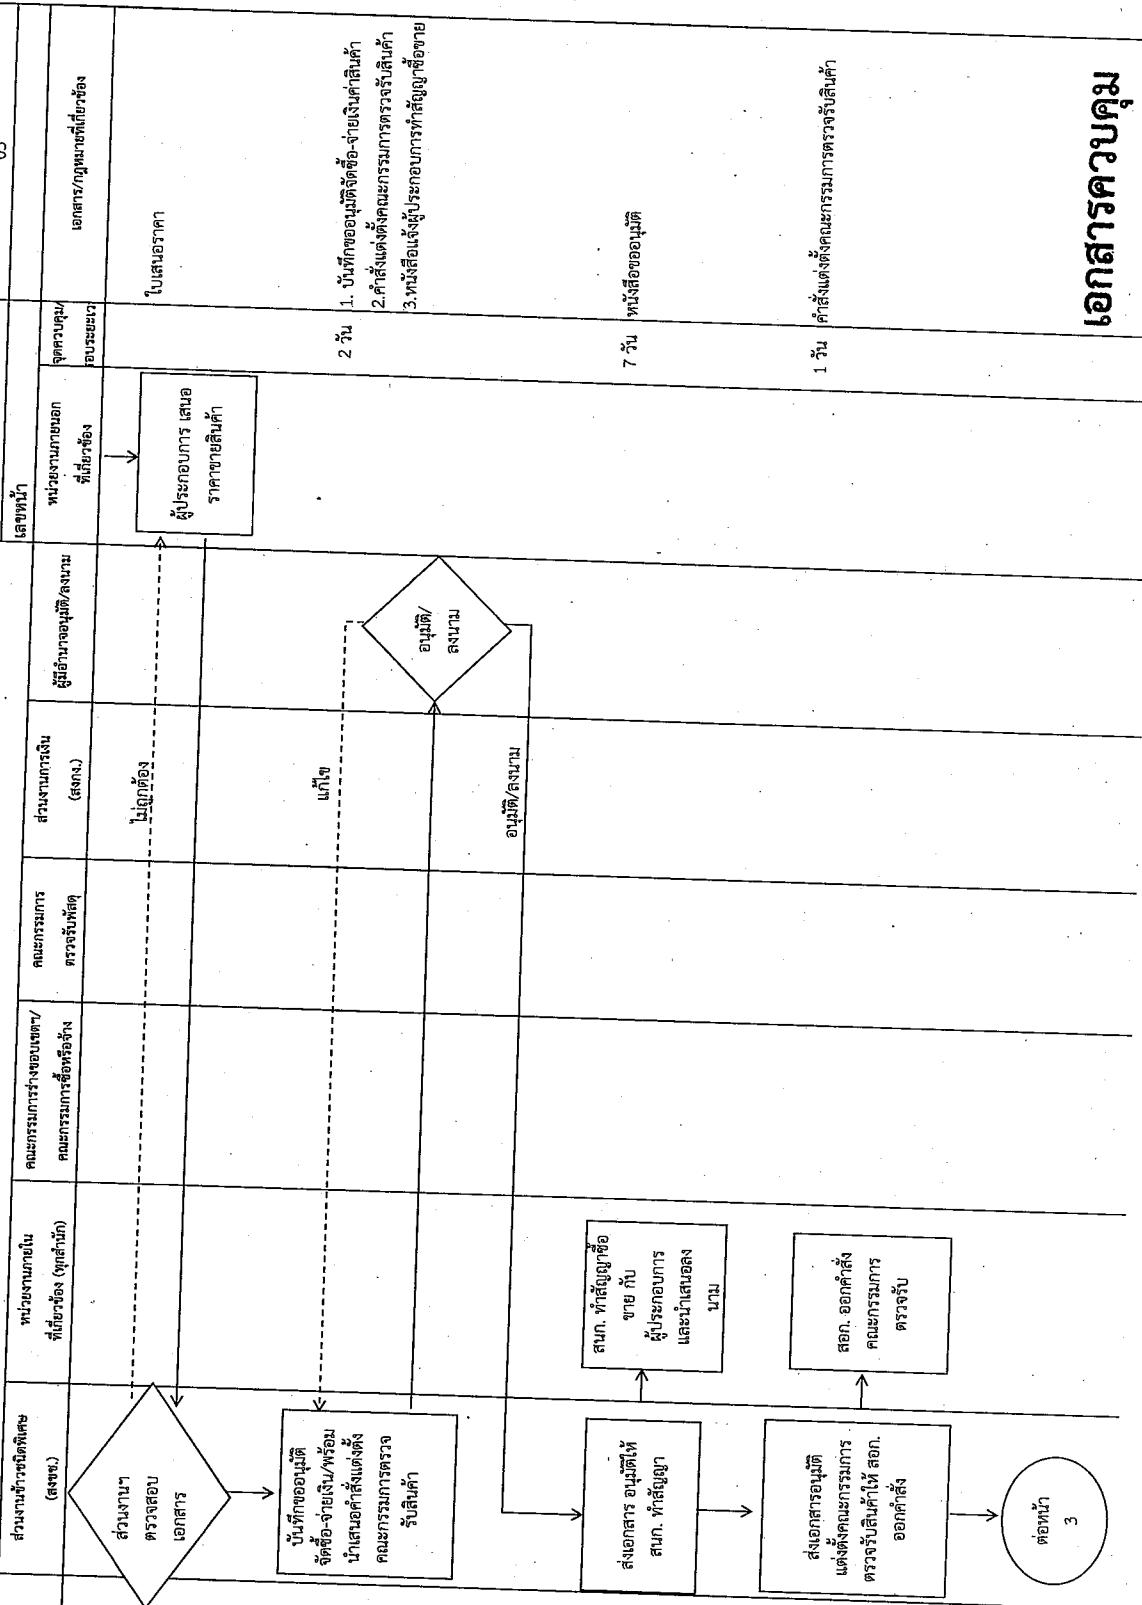 เลขหน้า
03
ส่วนงานข้าวชนิดพิเศษ
(สงขช.)
หน่วยงานภายใน
ที่เกี่ยวข้อง (ทุกสำนัก)
คณะกรรมการร่างขอบเขตฯ/
คณะกรรมการซื้อหรือจ้าง
คณะกรรมการ
ตรวจรับพัสดุ
ส่วนงานการเงิน
(สงกง.)
ผู้มีอำนาจอนุมัติ/ลงนาม
หน่วยงานภายนอก
ที่เกี่ยวข้อง
จุดควบคุม/
รอบระยะเว
เอกสาร/กฎหมายที่เกี่ยวข้อง
ส่วนงานฯ
ตรวจสอบ
เอกสาร
ไม่ถูกต้อง
ผู้ประกอบการ เสนอ
ราคาขายสินค้า
ใบเสนอราคา
บันทึกขออนุมัติ
จัดซื้อ-จ่ายเงิน/พร้อม
นำเสนอคำสั่งแต่งตั้ง
คณะกรรมการตรวจ
รับสินค้า
แก้ไข
อนุมัติ/
ลงนาม
2 วัน
1. บันทึกขออนุมัติจัดซื้อ-จ่ายเงินค่าสินค้า
2.คำสั่งแต่งตั้งคณะกรรมการตรวจรับสินค้า
3.หนังสือแจ้งผู้ประกอบการทำสัญญาซื้อขาย
อนุมัติ/ลงนาม
ส่งเอกสาร อนุมัติให้
สนก. ทำสัญญา
สนก. ทำสัญญาซื้อ
ขาย กับ
ผู้ประกอบการ
และนำเสนอลง
นาม
7 วัน
หนังสือขออนุมัติ
ส่งเอกสารอนุมัติ
แต่งตั้งคณะกรรมการ
ตรวจรับสินค้าให้ สอก.
ออกคำสั่ง
สอก. ออกคำสั่ง
คณะกรรมการ
ตรวจรับ
1 วัน
คำสั่งแต่งตั้งคณะกรรมการตรวจรับสินค้า
ต่อหน้า
3
เอกสารควบคุม